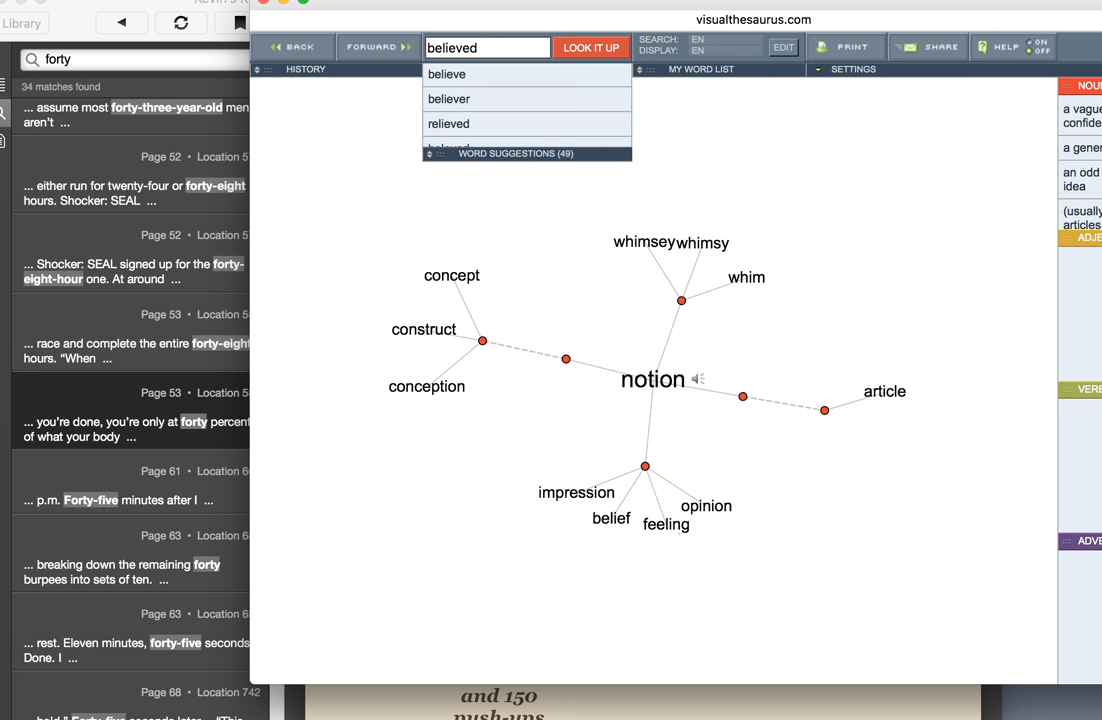 Library
forty
34 matches found
... assume most forty-three-year-old men
aren't ...
Page 52 •
Location 5
... either run for twenty-four or forty-eight
hours. Shocker: SEAL ...
Page 52 •
Location 5
... Shocker: SEAL signed up for the forty-
eight-hour one. At around ...
Page 53 •
Location 5
... race and complete the entire forty-eight
hours. “When ...
Page 53 •
Location 5
... you're done, you're only at forty percent
of what your body ...
Page 61 •
Location 6
... p.m. Forty-five minutes after I ...
Page 63 •
Location 6
... breaking down the remaining forty
burpees into sets of ten. ...
Page 63 •
Location 6
... rest. Eleven minutes, forty-five seconds
Done. I ...
Page 68 •
Location 742
visualthesaurus.com
BACK
FORWARD
believed
LOOK IT UP
SEARCH: EN
DISPLAY: EN
EDIT
PRINT
SHARE
HELP
ON
OFF
HISTORY
MY WORD LIST
SETTINGS
believe
believer
relieved
WORD SUGGESTIONS (49)
whimsey
whimsy
whim
concept
construct
conception
notion
article
impression
belief
feeling
opinion
NOU
a vague
confide
a gener
an odd
idea
(usually
articles
ADJE
VERB
ADVE
and 150
push-ups